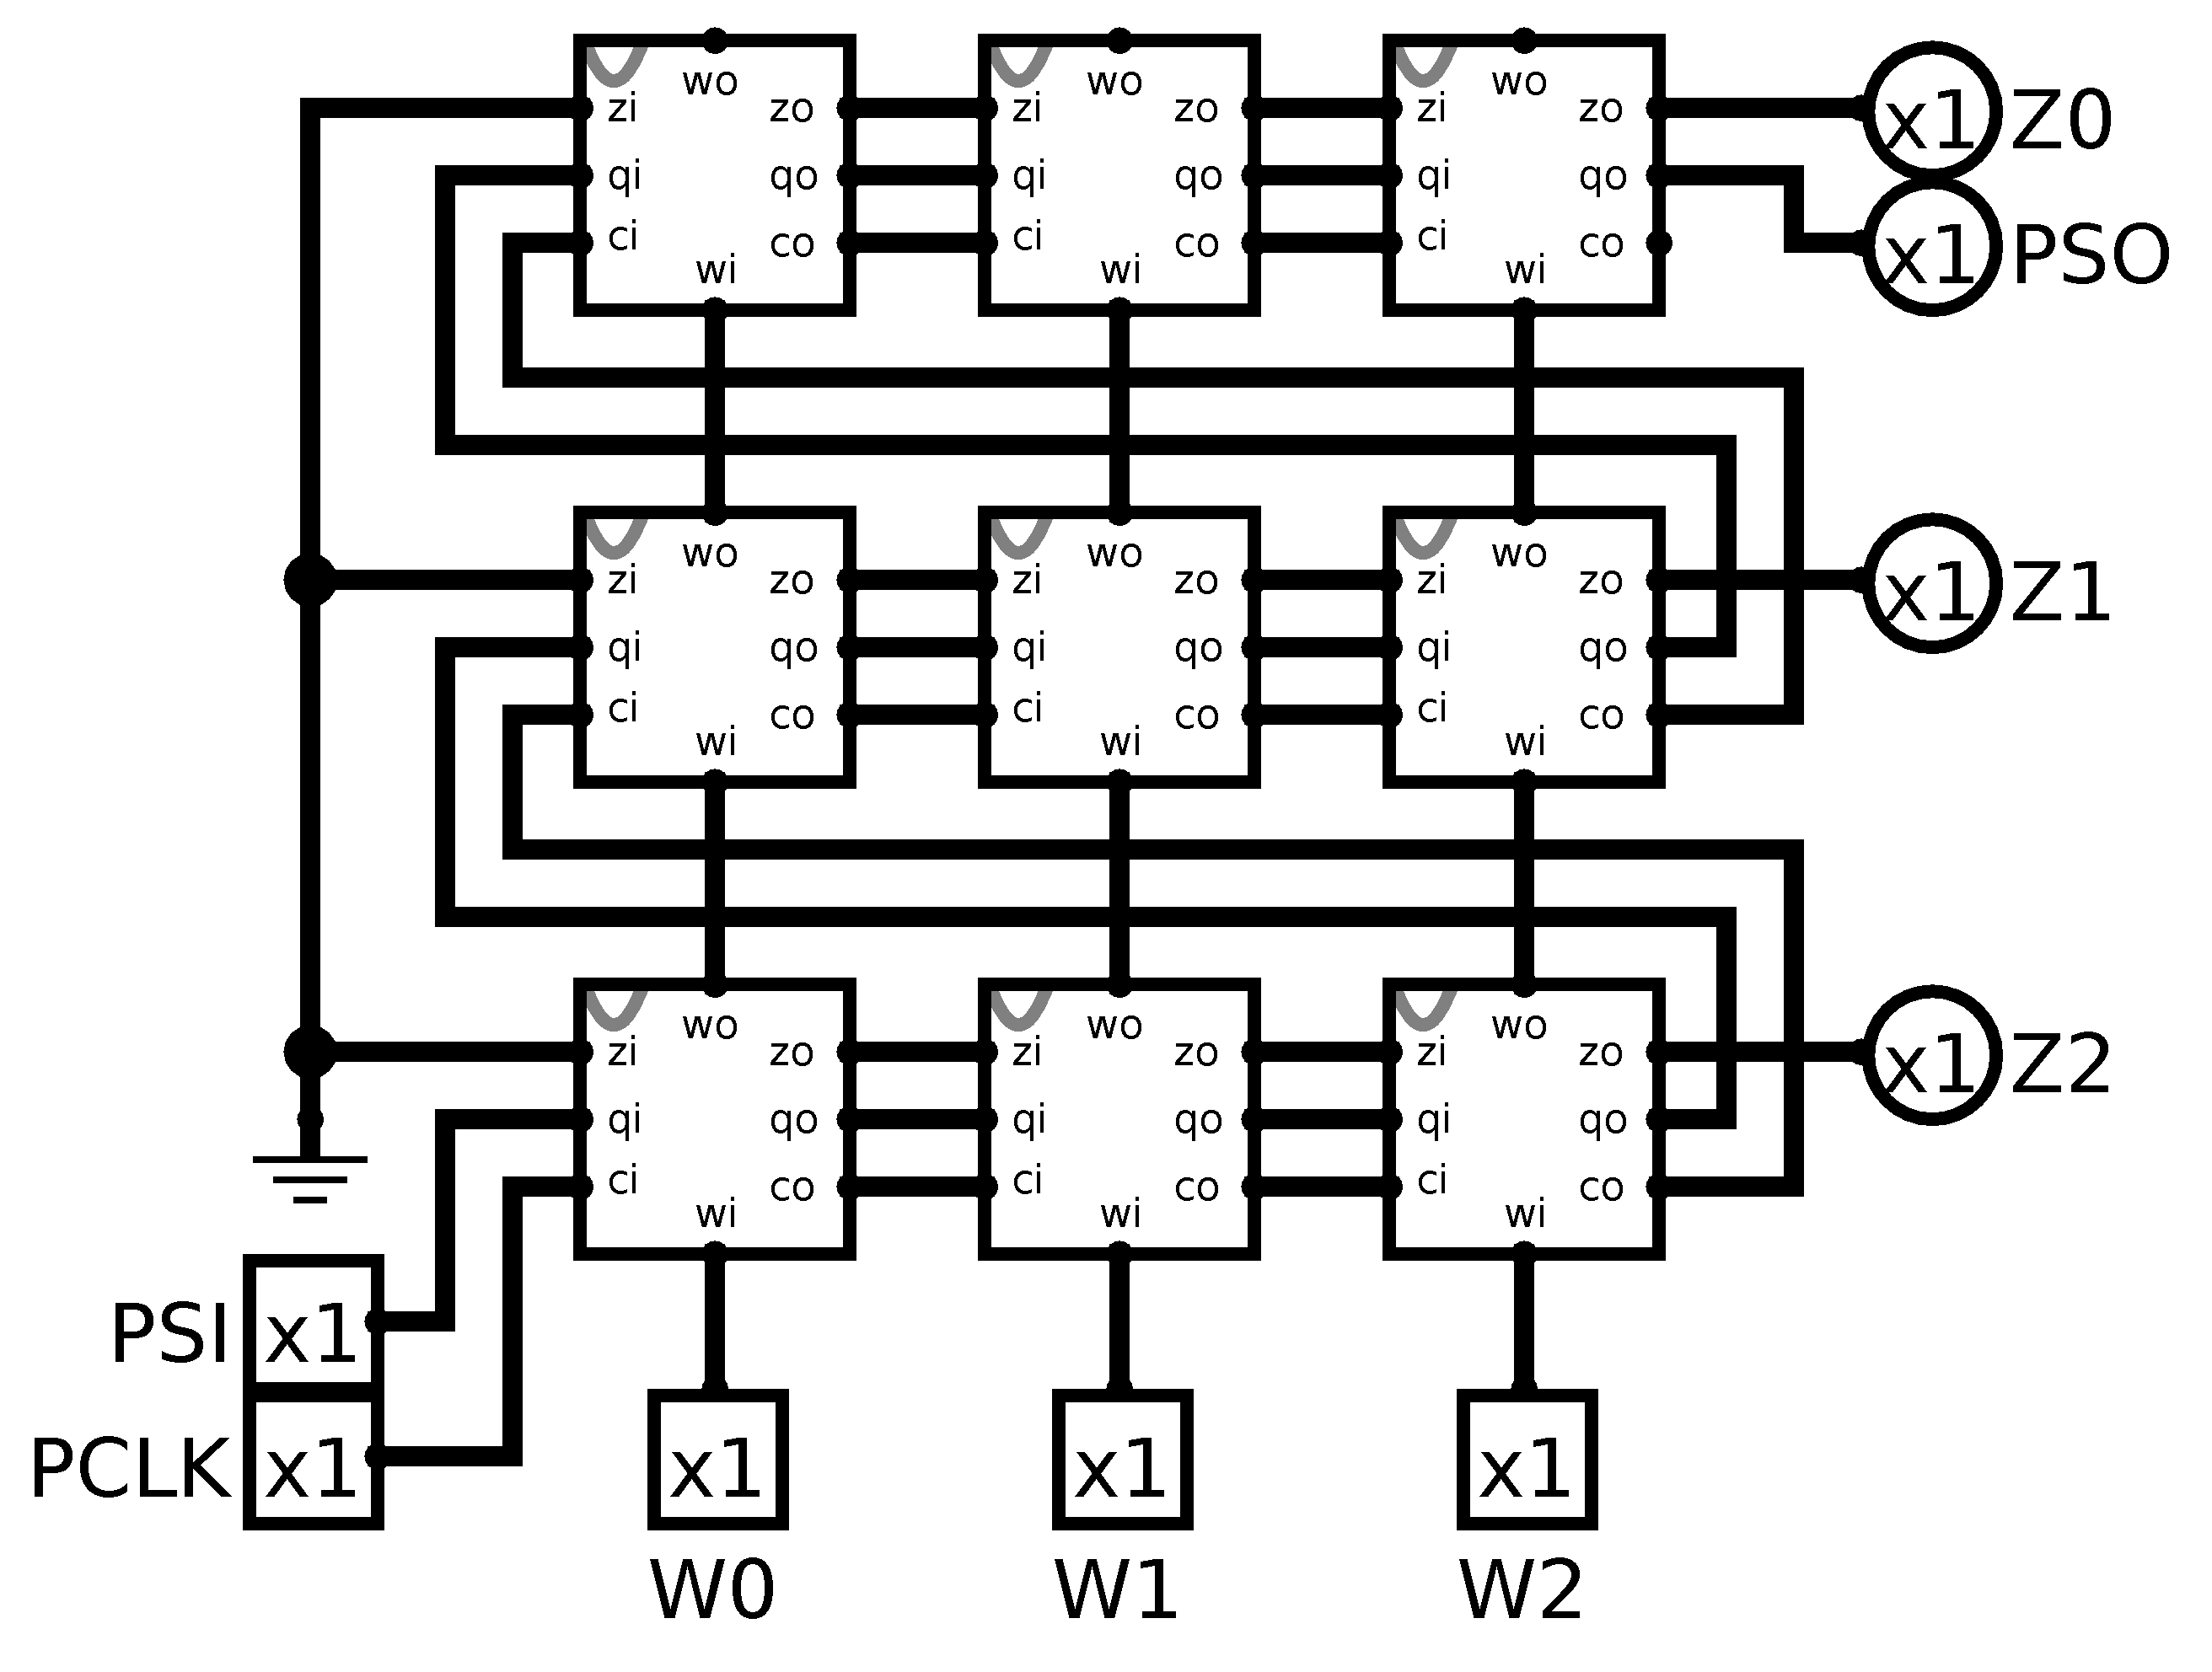 wo wo wo
zi zo zi zo zi zo x1 Z0
qi qo qi qo qi qo
ci co ci co ci co x1 PSO
wi wi wi
wo wo wo
zi zo zi zo zi zo x1 Z1
qi qo qi qo qi qo
ci co ci co ci co
wi wi wi
wo wo wo
zi zo zi zo zi zo x1 Z2
qi qo qi qo qi qo
ci co ci co ci co
wi wi wi
PSI x1
PCLK x1 x1 x1 x1
W0 W1 W2